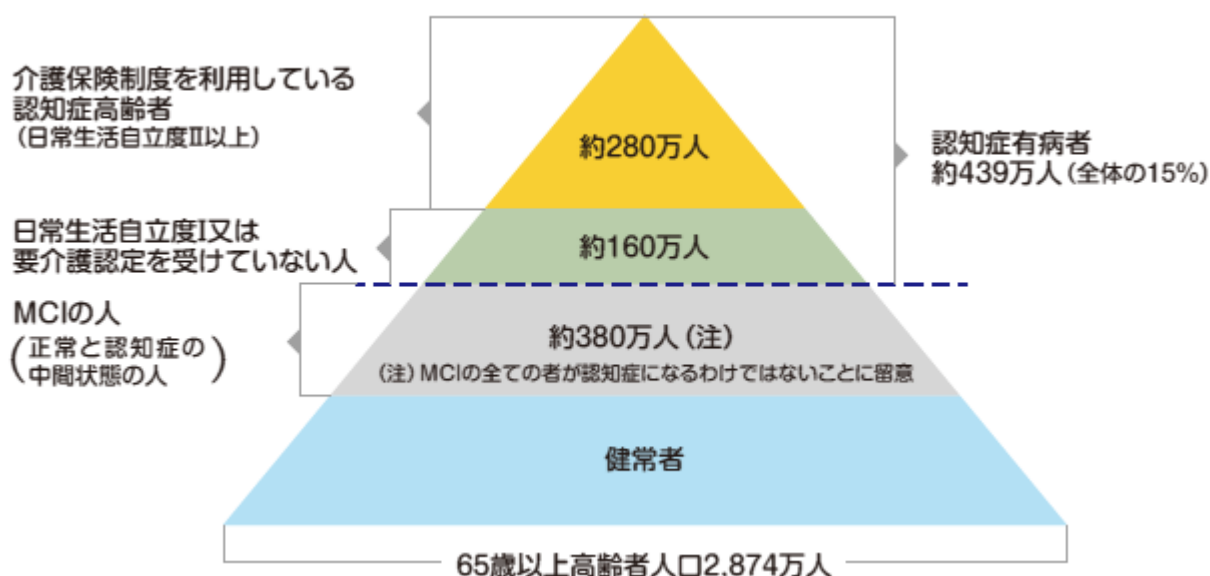 介護保険制度を利用している
認知症高齢者
（日常生活自立度Ⅱ以上）
約280万人
認知症有病者
約439万人（全体の15%）
日常生活自立度Ⅰ又は
要介護認定を受けていない人
約160万人
MCIの人
（正常と認知症の
中間状態の人）
約380万人（注）
（注）MCIの全ての者が認知症になるわけではないことに留意
健常者
65歳以上高齢者人口2,874万人